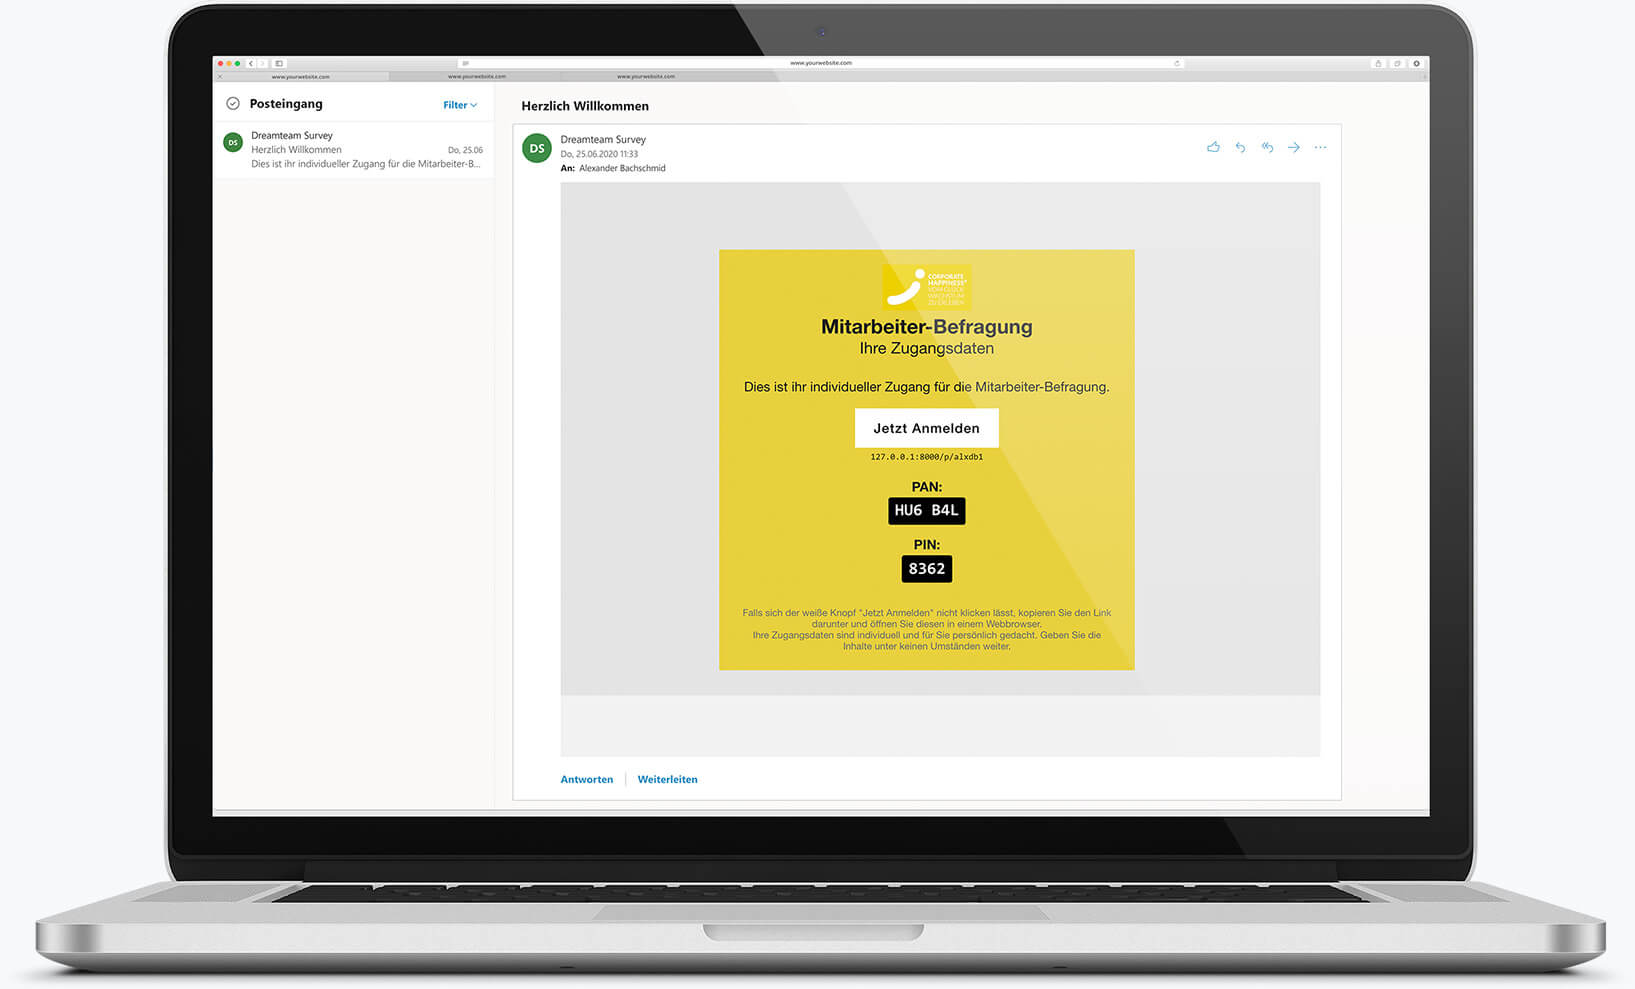 www.yourwebsite.com
www.yourwebsite.com
www.yourwebsite.com
www.yourwebsite.com
Posteingang
Filter
DS
Dreamteam Survey
Herzlich Willkommen
Do, 25.06
Dies ist ihr individueller Zugang für die Mitarbeiter-B...
Herzlich Willkommen
DS
Dreamteam Survey
Do, 25.06.2020 11:33
An: Alexander Bachschmid
CORPORATE
HAPPINESS®
VOM GLÜCK
WACHSTUM
ZU ERLEBEN
Mitarbeiter-Befragung
Ihre Zugangsdaten
Dies ist ihr individueller Zugang für die Mitarbeiter-Befragung.
Jetzt Anmelden
127.0.0.1:8000/p/alxdb1
PAN:
HU6 B4L
PIN:
8362
Falls sich der weiße Knopf "Jetzt Anmelden" nicht klicken lässt, kopieren Sie den Link
darunter und öffnen Sie diesen in einem Webbrowser.
Ihre Zugangsdaten sind individuell und für Sie persönlich gedacht. Geben Sie die
Inhalte unter keinen Umständen weiter.
Antworten
Weiterleiten